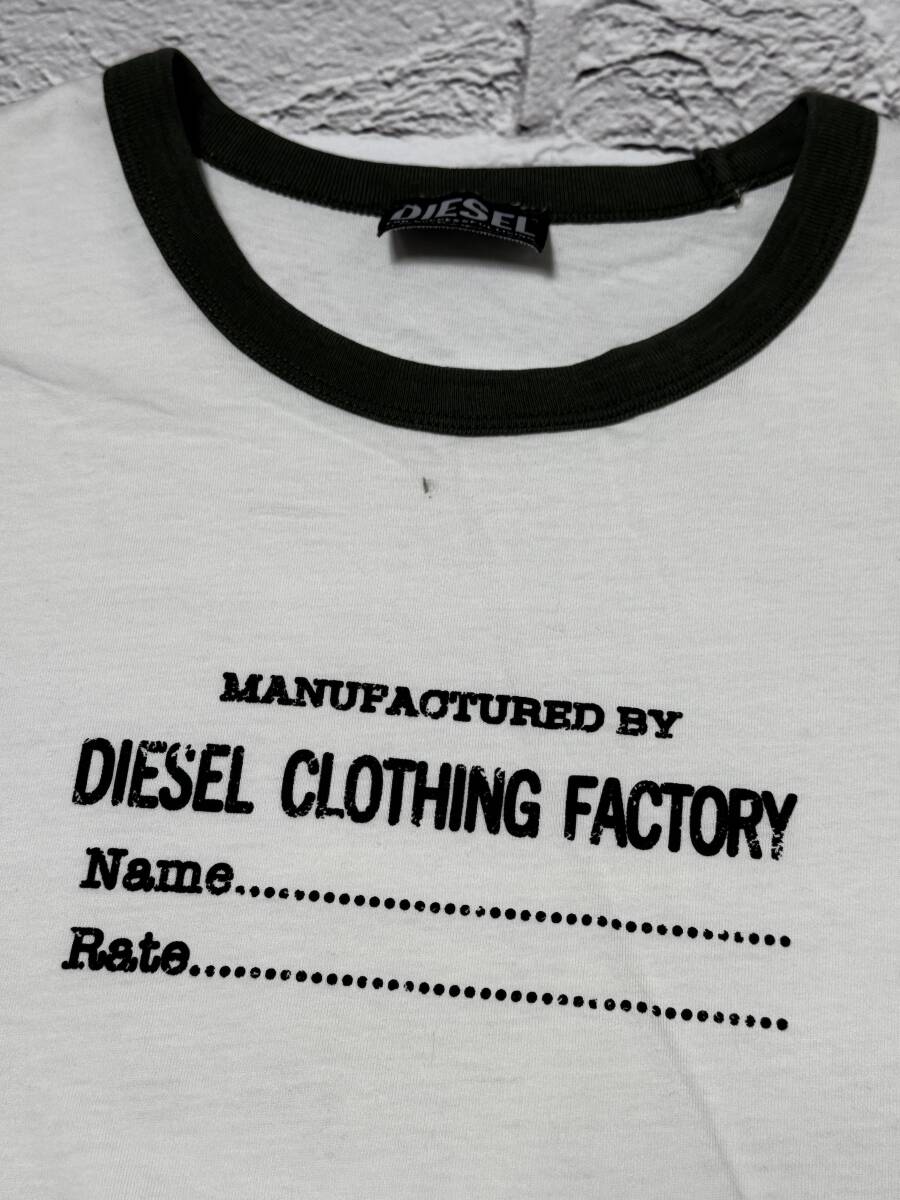 DIESEL
MANUFACTURED BY
DIESEL CLOTHING FACTORY
Name..........................................
Rate..........................................